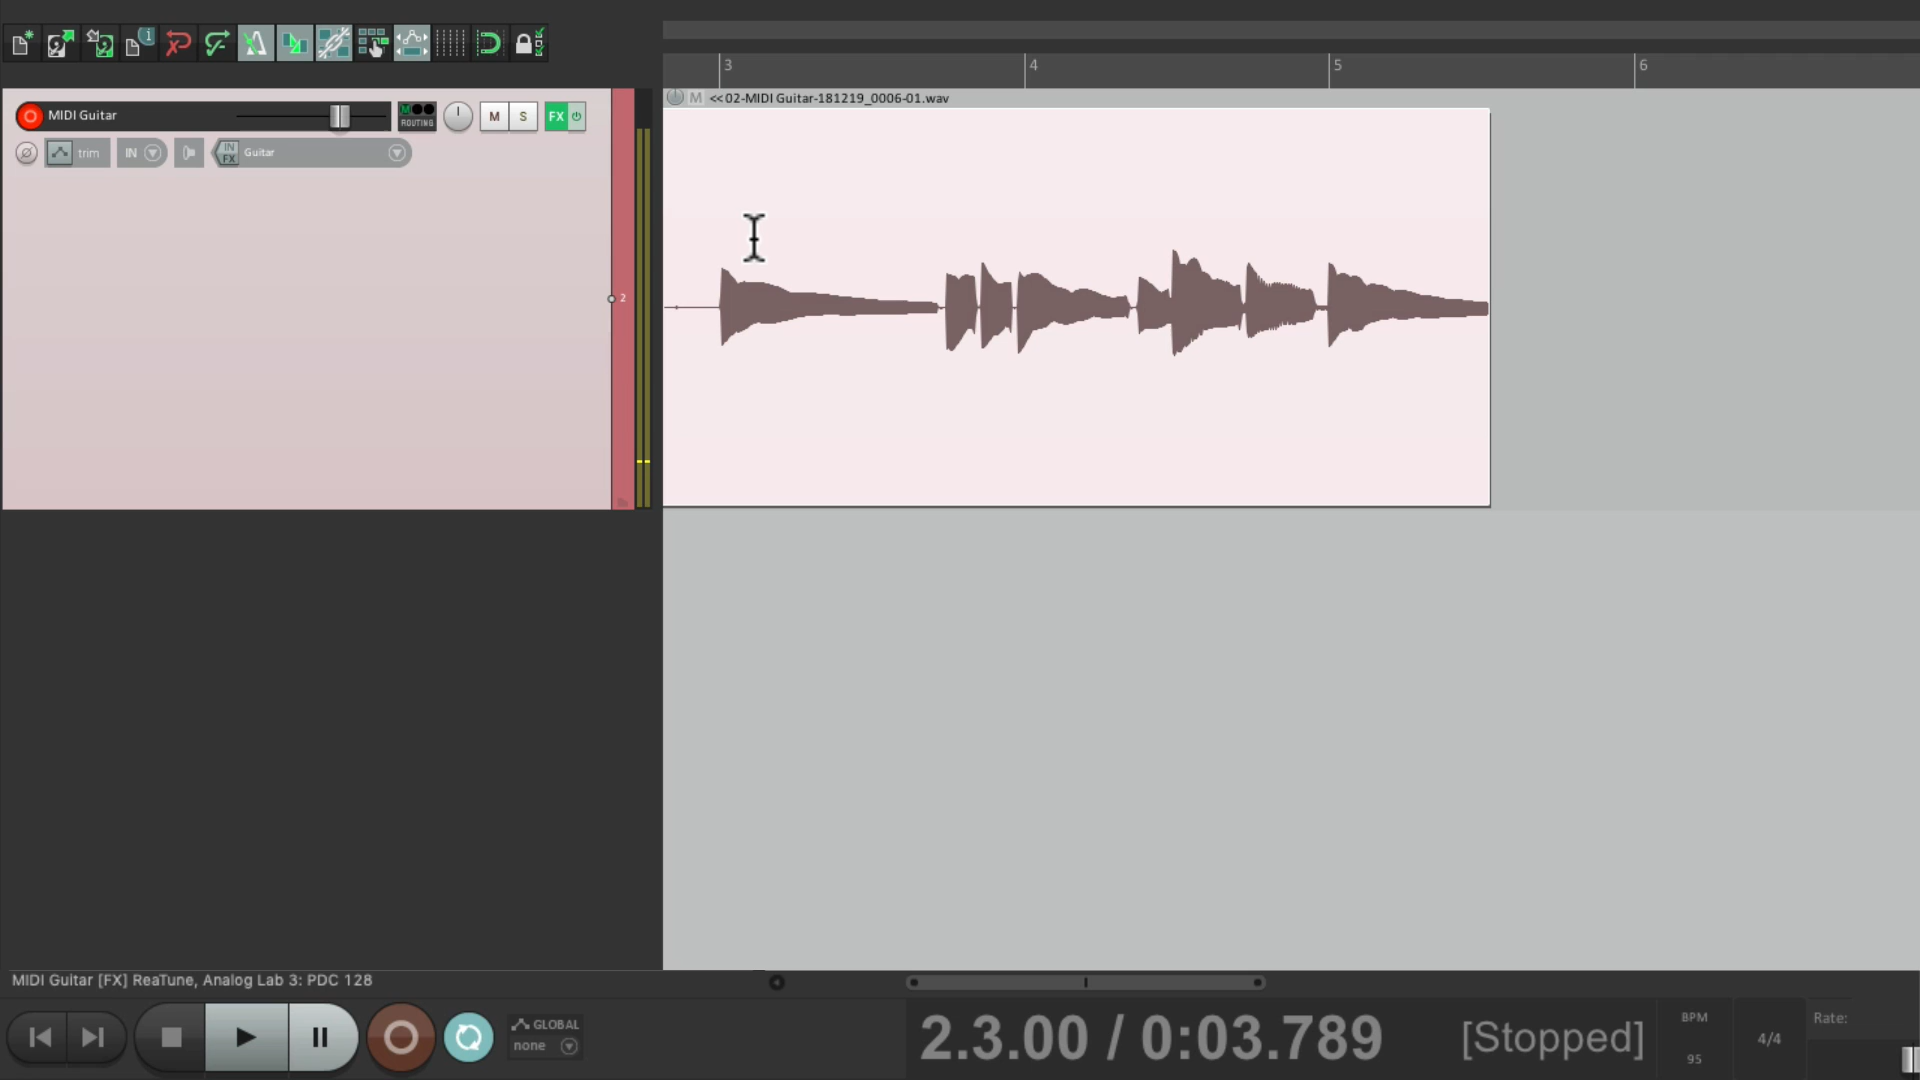 3
4
5
6
MIDI Guitar
M
ROUTING
M
S
FX
M
<<02-MIDI Guitar-181219_0006-01.wav
trim
IN
IN
FX
Guitar
2
MIDI Guitar [FX] ReaTune, Analog Lab 3: PDC 128
GLOBAL
none
2.3.00 / 0:03.789
[Stopped]
BPM
95
4/4
Rate: